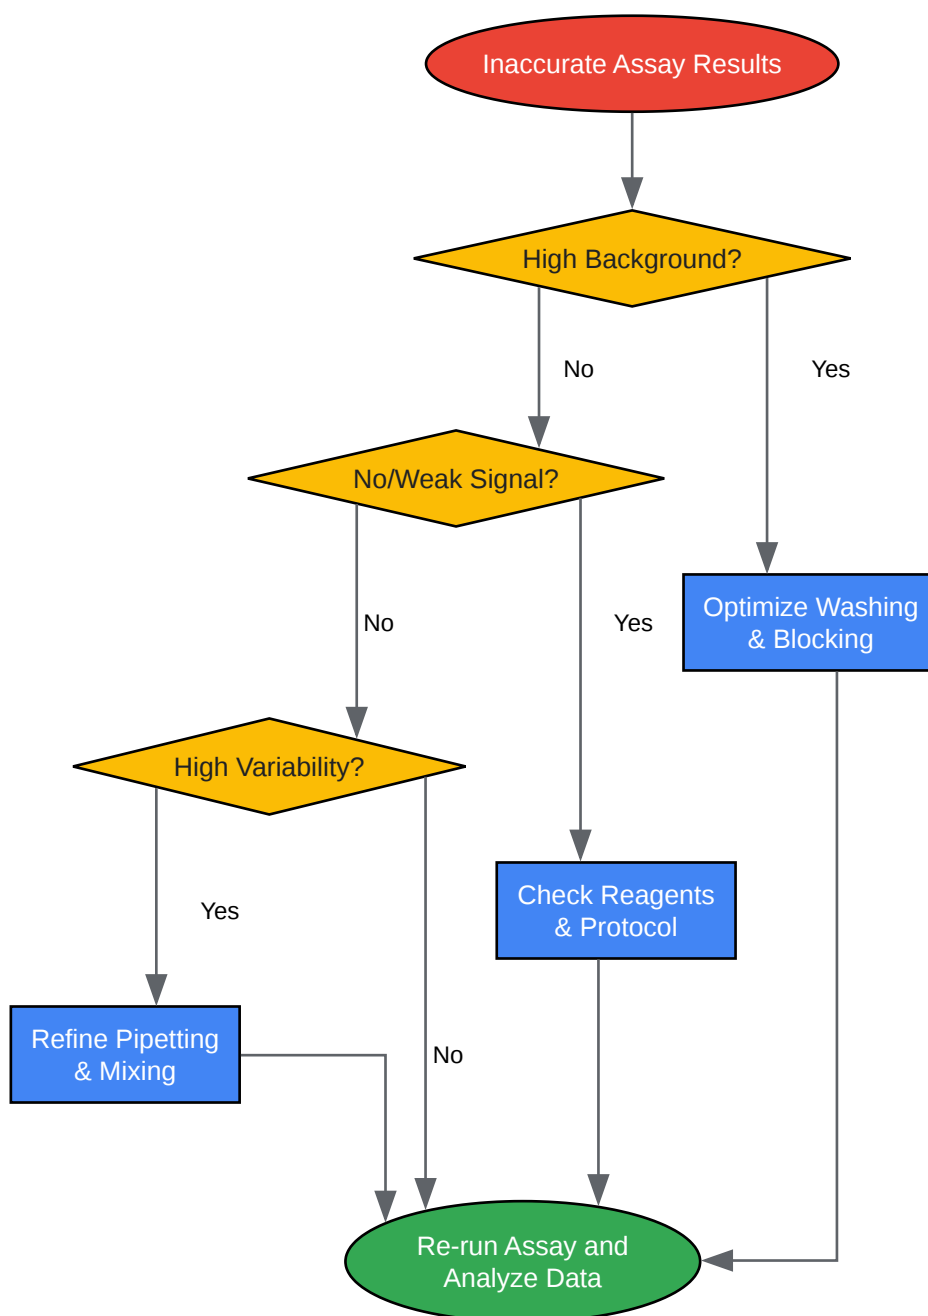 Inaccurate Assay Results
High Background?
No
Yes
No/Weak Signal?
Optimize Washing
& Blocking
No
Yes
High Variability?
Check Reagents
& Protocol
Yes
Refine Pipetting
& Mixing
No
Re-run Assay and
Analyze Data